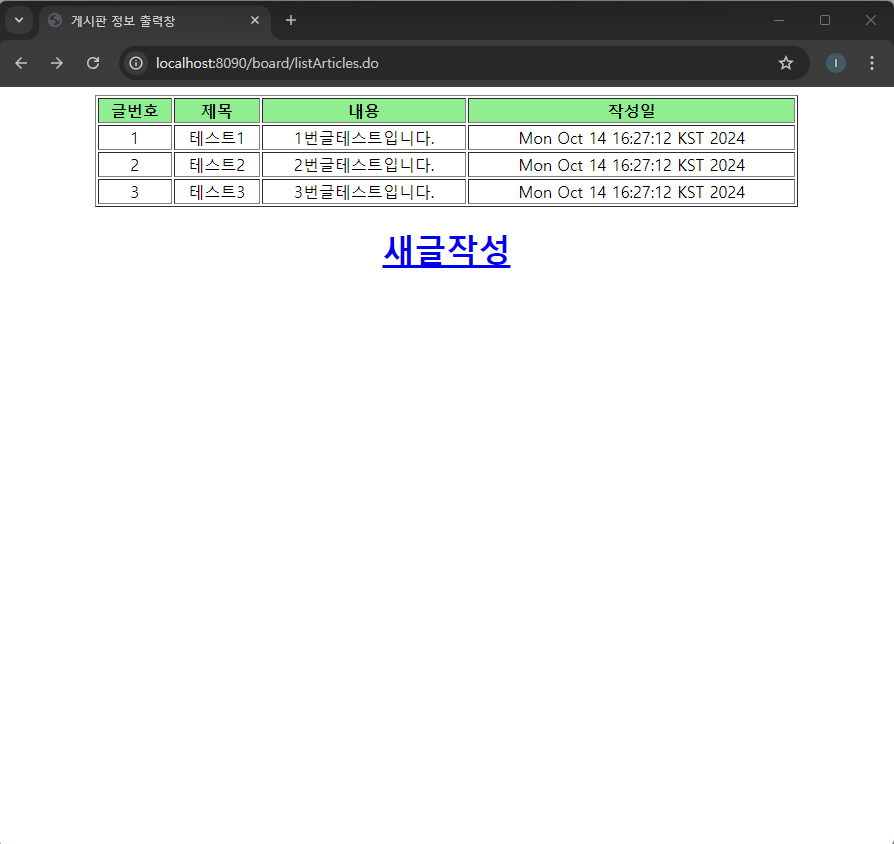 게시판 정보 출력창
localhost:8090/board/listArticles.do
I
글번호 제목 내용 작성일
1 테스트1 1번글테스트입니다. Mon Oct 14 16:27:12 KST 2024
2 테스트2 2번글테스트입니다. Mon Oct 14 16:27:12 KST 2024
3 테스트3 3번글테스트입니다. Mon Oct 14 16:27:12 KST 2024
새글작성